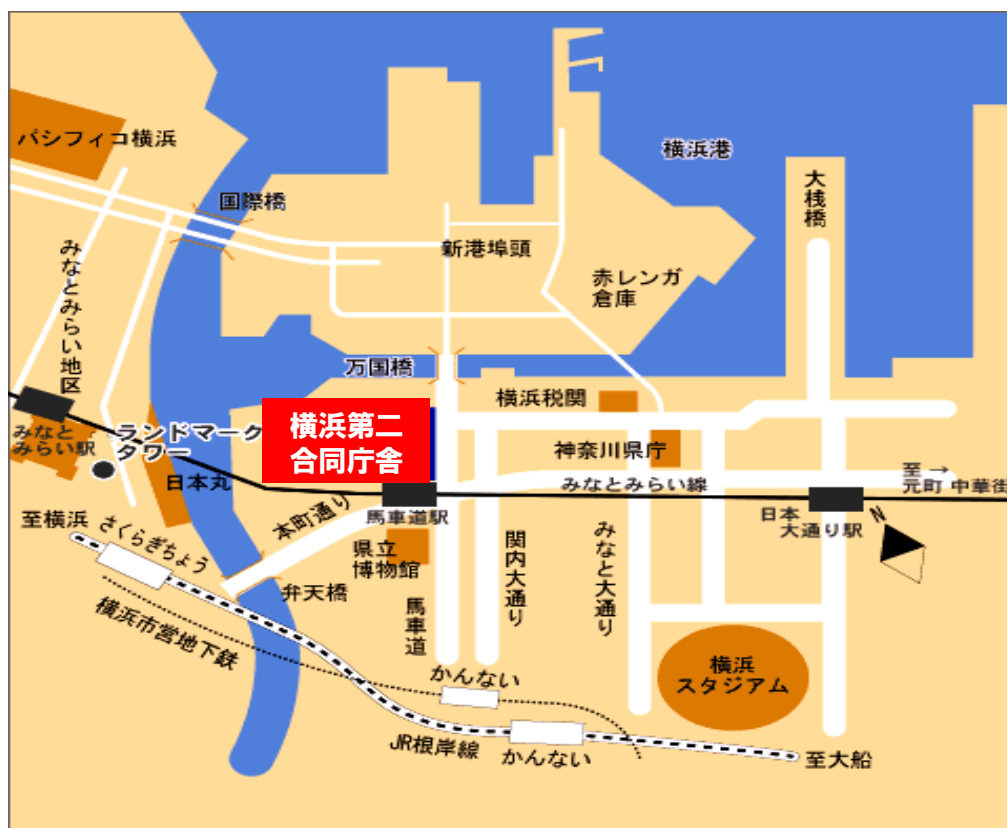 パシフィコ横浜
国際橋
横浜港
大桟橋
みなとみらい地区
新港埠頭
赤レンガ
倉庫
万国橋
横浜税関
横浜第二
合同庁舎
みなと
みらい駅
ランドマーク
タワー
神奈川県庁
日本丸
みなとみらい線
至 →
元町 中華街
本町通り
馬車道駅
日本
大通り駅
N
至横浜
さくらぎちょう
県立
博物館
関内大通り
みなと大通り
弁天橋
馬車道
横浜市営地下鉄
かんない
横浜
スタジアム
JR根岸線
かんない
至大船